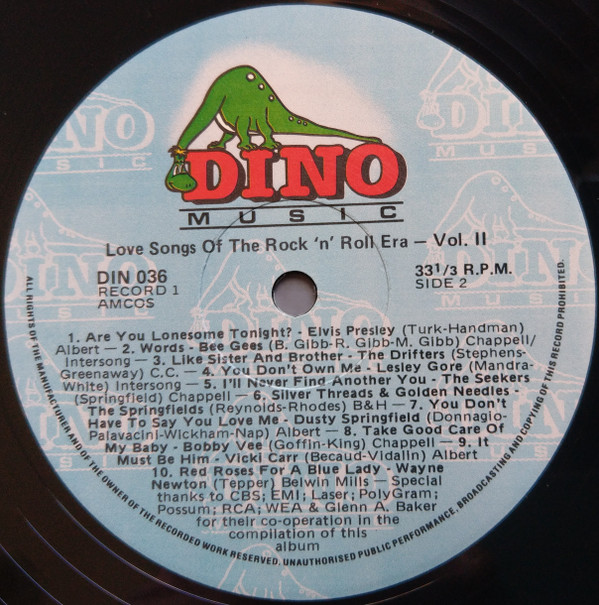 DINO
MUSIC
Love Songs Of The Rock 'n' Roll Era — Vol. II
DIN 036
RECORD 1
AMCOS
33 1/3 R.P.M.
SIDE 2
1. Are You Lonesome Tonight? - Elvis Presley (Turk-Handman)
Albert - 2. Words - Bee Gees (B. Gibb-R. Gibb-M. Gibb) Chappell/
Intersong - 3. Like Sister And Brother - The Drifters (Stephens-
Greenaway) C.C. - 4. You Don't Own Me - Lesley Gore (Mandra-
White) Intersong - 5. I'll Never Find Another You - The Seekers
(Springfield) Chappell - 6. Silver Threads & Golden Needles -
The Springfields (Reynolds-Rhodes) B&H - 7. You Don't
Have To Say You Love Me - Dusty Springfield (Donnagio-
Palavacini-Wickham-Nap) Albert - 8. Take Good Care Of
My Baby - Bobby Vee (Goffin-King) Chappell - 9. It
Must Be Him - Vicki Carr (Becaud-Vidalin) Albert
10. Red Roses For A Blue Lady - Wayne
Newton (Tepper) Belwin Mills - Special
thanks to CBS; EMI; Laser; PolyGram;
Possum; RCA; WEA & Glenn A. Baker
for their co-operation in the
compilation of this
album
ALL RIGHTS OF THE MANUFACTURER AND OF THE OWNER OF THE RECORDED WORK RESERVED. UNAUTHORISED PUBLIC PERFORMANCE, BROADCASTING AND COPYING OF THIS RECORD PROHIBITED.